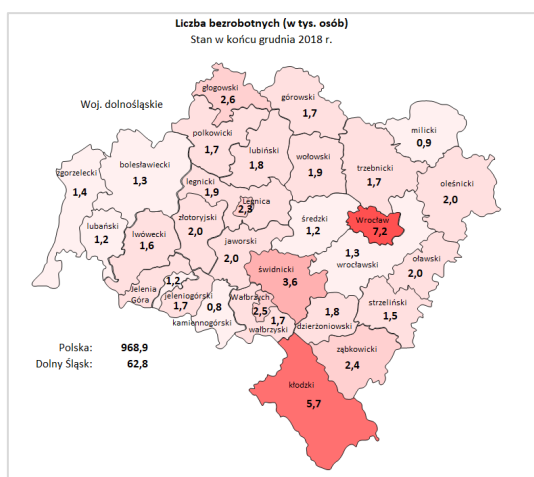 Liczba bezrobotnych (w tys. osób)
Stan w końcu grudnia 2018 r.
Woj. dolnośląskie
głogowski
2,6
górowski
1,7
milicki
0,9
polkowicki
1,7
lubiński
1,8
wołowski
1,9
trzebnicki
1,7
oleśnicki
2,0
zgorzelecki
1,4
bolesławiecki
1,3
legnicki
1,9
Legnica
2,3
lubański
1,2
lwówecki
1,6
złotoryjski
2,0
średzki
1,2
Wrocław
7,2
jaworski
2,0
1,3
wrocławski
oławski
2,0
świdnicki
3,6
Jelenia
Góra
1,2
jeleniogórski
1,7
kamiennogórski
0,8
Wałbrzych
2,5
1,7
wałbrzyski
1,8
dzierżoniowski
strzeliński
1,5
ząbkowicki
2,4
kłodzki
5,7
Polska: 968,9
Dolny Śląsk: 62,8